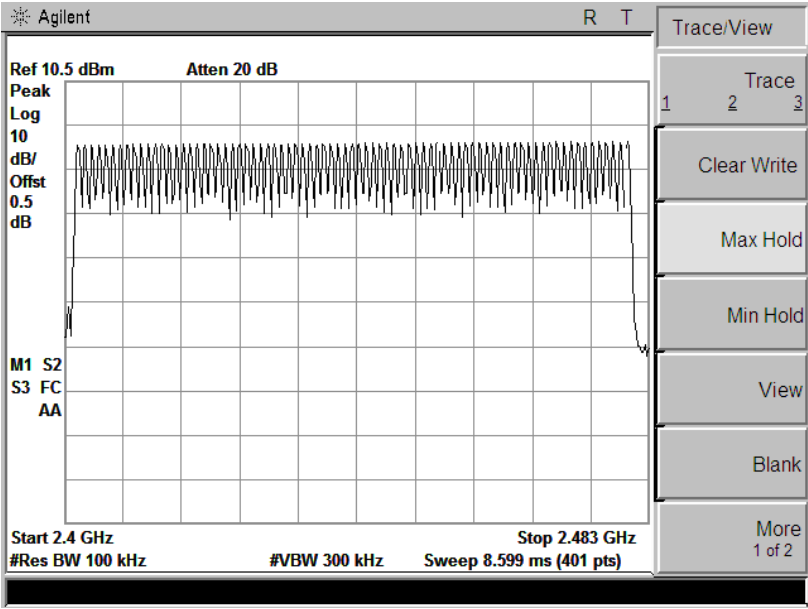 Agilent R T
Ref 10.5 dBm Atten 20 dB
Peak
Log
10
dB/
Offst
0.5
dB
M1 S2
S3 FC
AA
Start 2.4 GHz Stop 2.483 GHz
#Res BW 100 kHz #VBW 300 kHz Sweep 8.599 ms (401 pts)
Trace/View
Trace
1 2 3
Clear Write
Max Hold
Min Hold
View
Blank
More
1 of 2